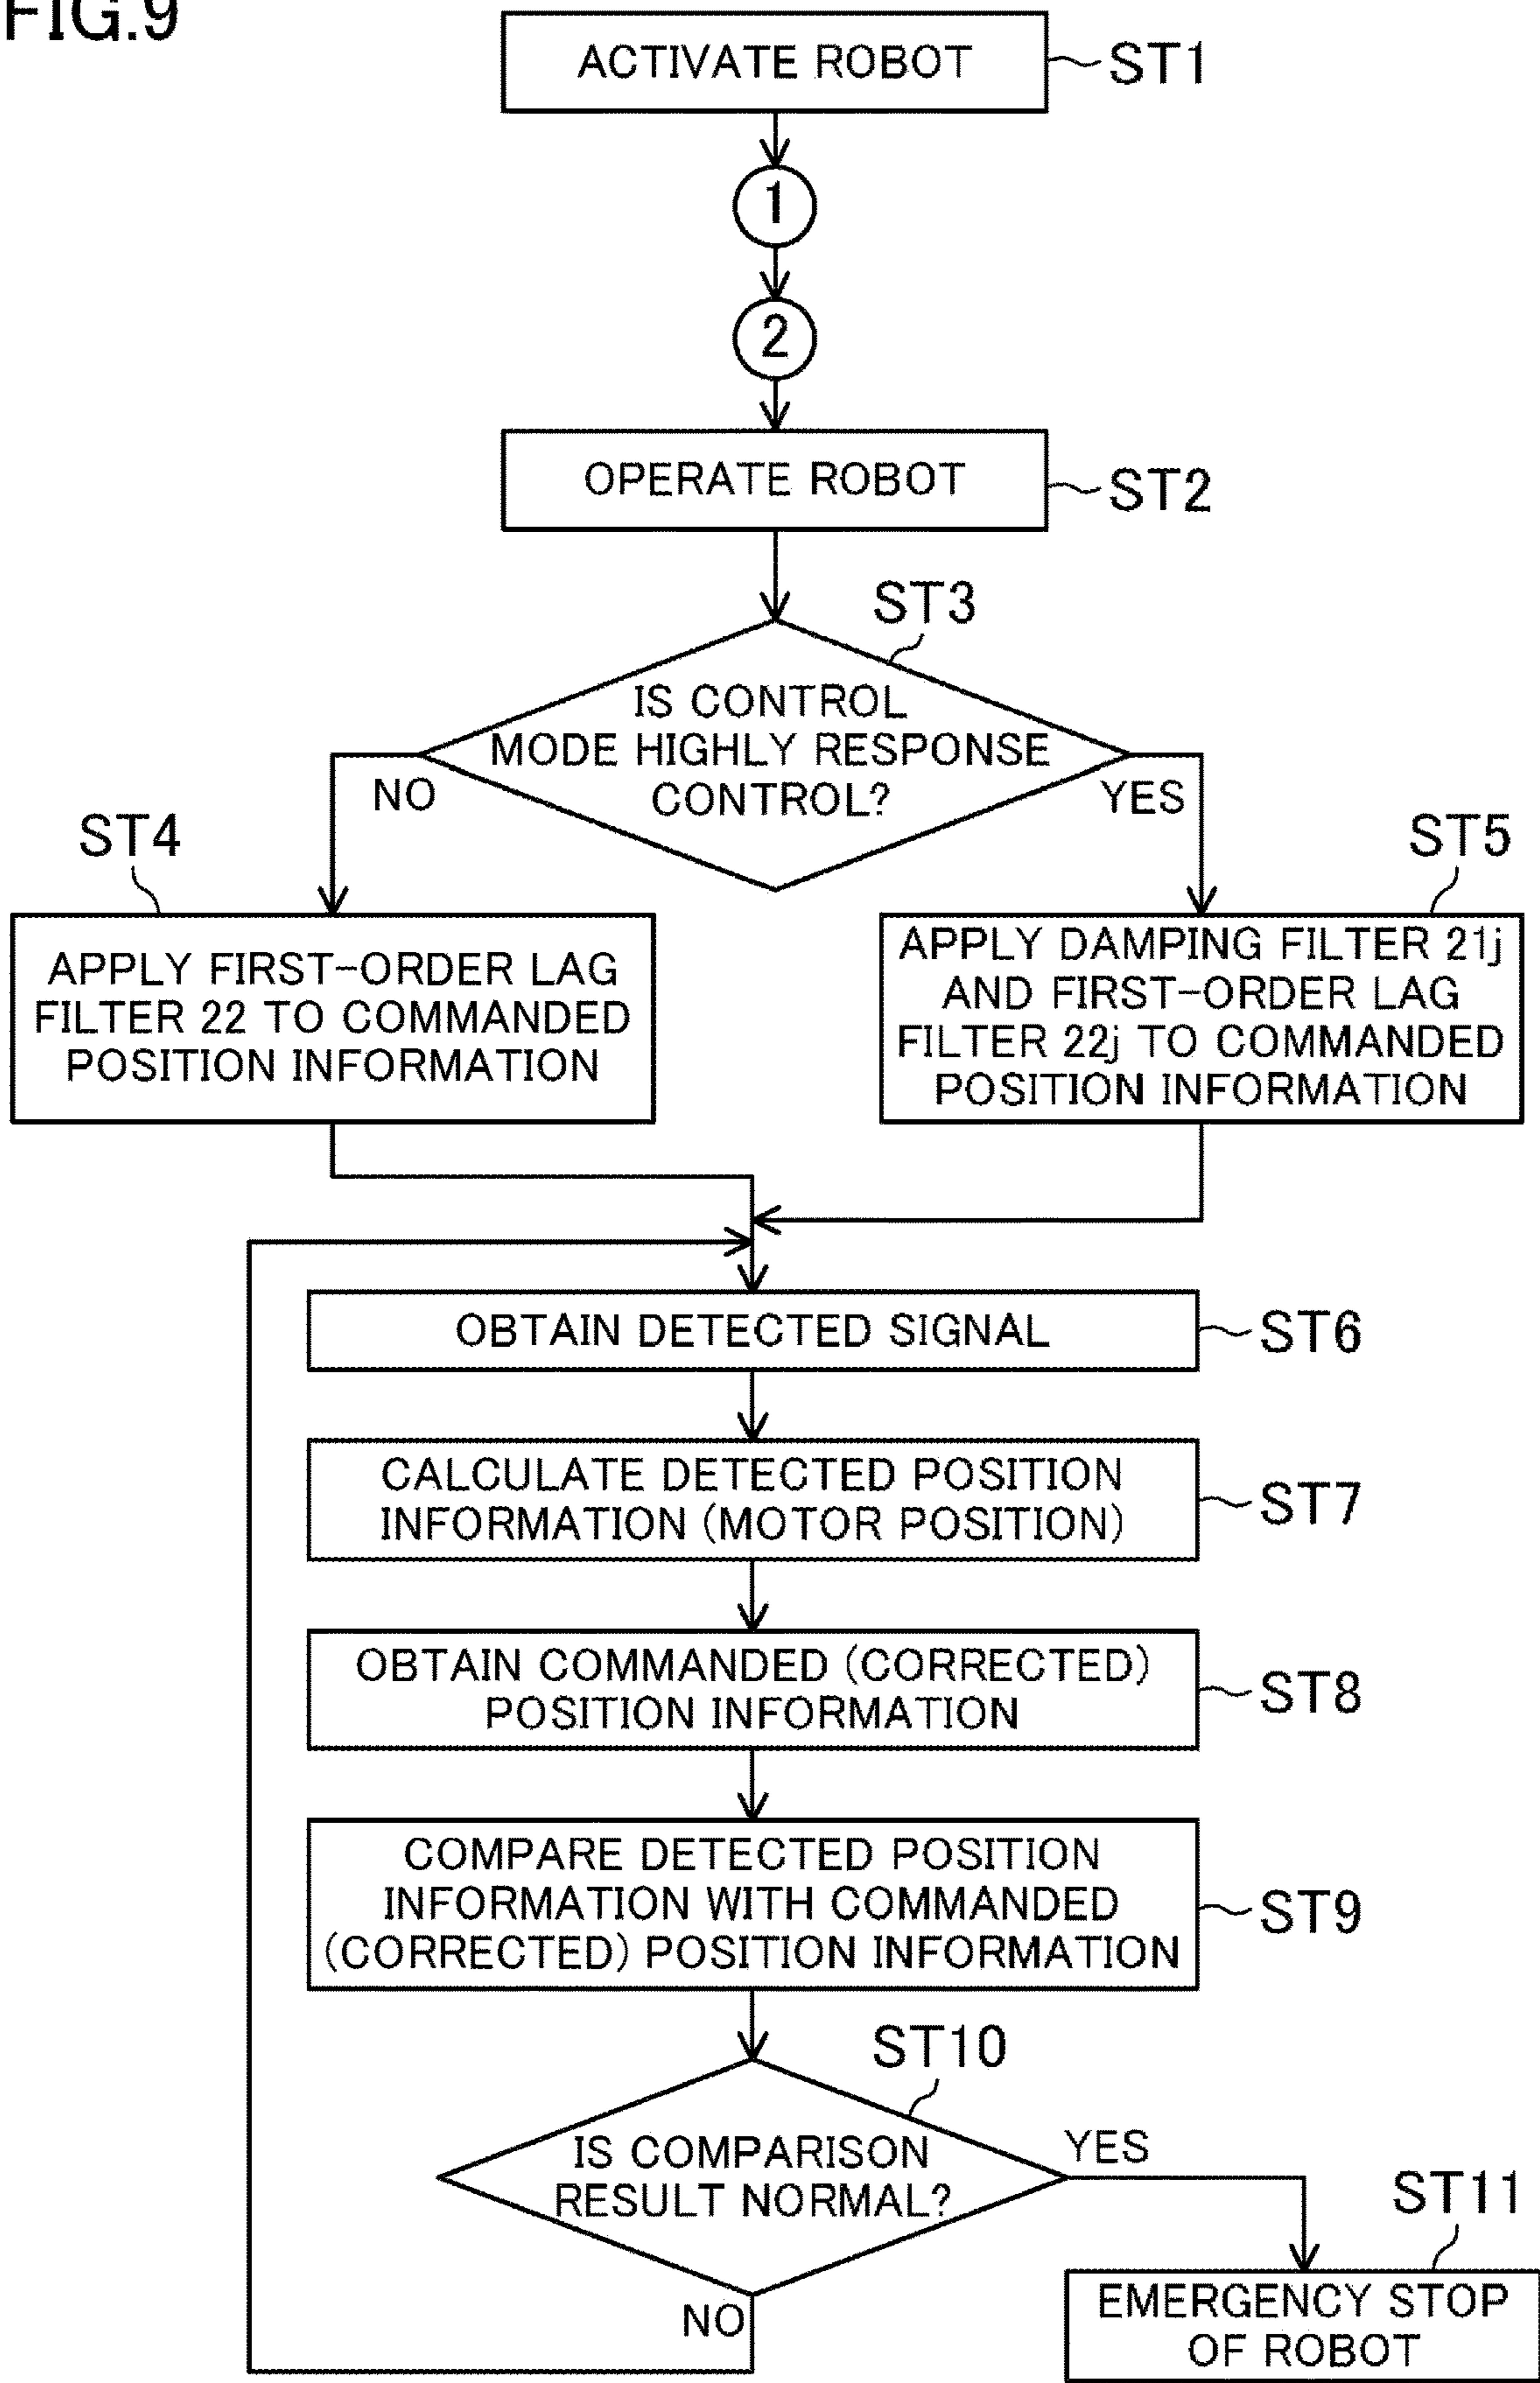 FIG.9
ACTIVATE ROBOT
ST1
1
2
OPERATE ROBOT
ST2
ST3
IS CONTROL
MODE HIGHLY RESPONSE
CONTROL?
NO
YES
ST4
ST5
APPLY FIRST-ORDER LAG
FILTER 22 TO COMMANDED
POSITION INFORMATION
APPLY DAMPING FILTER 21j
AND FIRST-ORDER LAG
FILTER 22j TO COMMANDED
POSITION INFORMATION
OBTAIN DETECTED SIGNAL
ST6
CALCULATE DETECTED POSITION
INFORMATION (MOTOR POSITION)
ST7
OBTAIN COMMANDED (CORRECTED)
POSITION INFORMATION
ST8
COMPARE DETECTED POSITION
INFORMATION WITH COMMANDED
(CORRECTED) POSITION INFORMATION
ST9
ST10
IS COMPARISON
RESULT NORMAL?
YES
NO
ST11
EMERGENCY STOP
OF ROBOT